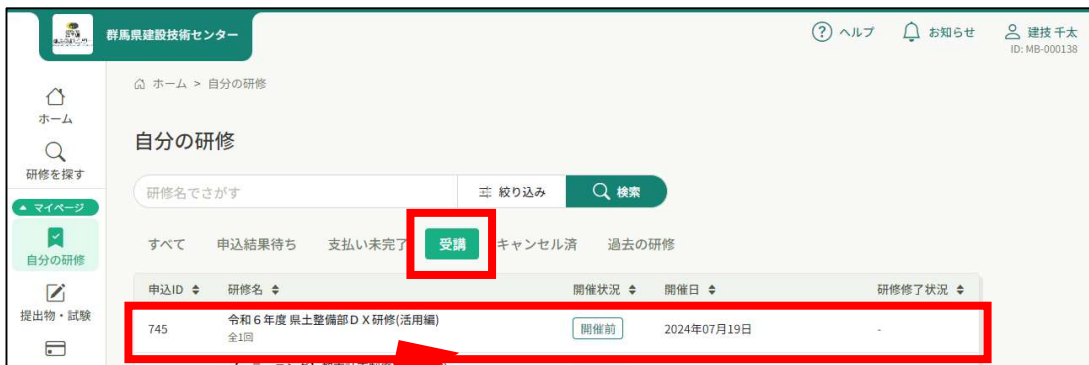 群馬県建設技術センター
ヘルプ
お知らせ
建技 千太
ID: MB-000138
ホーム > 自分の研修
ホーム
研修を探す
マイページ
自分の研修
提出物・試験
自分の研修
研修名でさがす
絞り込み
検索
すべて 申込結果待ち 支払い未完了 受講 キャンセル済 過去の研修
申込ID 研修名 開催状況 開催日 研修修了状況
745 令和６年度 県土整備部ＤＸ研修(活用編) 開催前 2024年07月19日 -
全1回